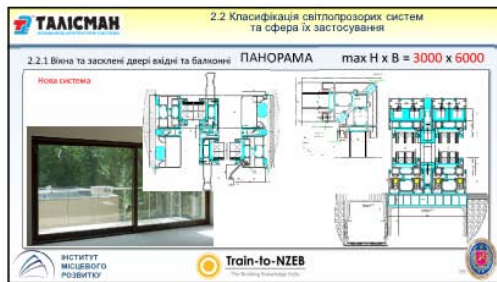 ТАЛІСМАН
2.2 Класифікація світлопрозорих систем
та сфера їх застосування
2.2.1 Вікна та засклені двері вхідні та балконні ПАНОРАМА max H x B = 3000 x 6000
Нова система
ІНСТИТУТ
МІСЦЕВОГО
РОЗВИТКУ
Train-to-NZEB
The Building Knowledge Hubs